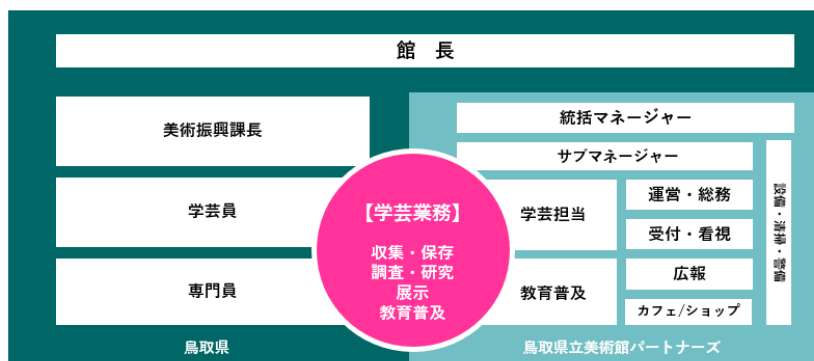 館　長
美術振興課長
学芸員
専門員
鳥取県
【学芸業務】
収集・保存
調査・研究
展示
教育普及
統括マネージャー
サブマネージャー
学芸担当
教育普及
運営・総務
受付・看視
広報
カフェ/ショップ
設備・清掃・警備
鳥取県立美術館パートナーズ